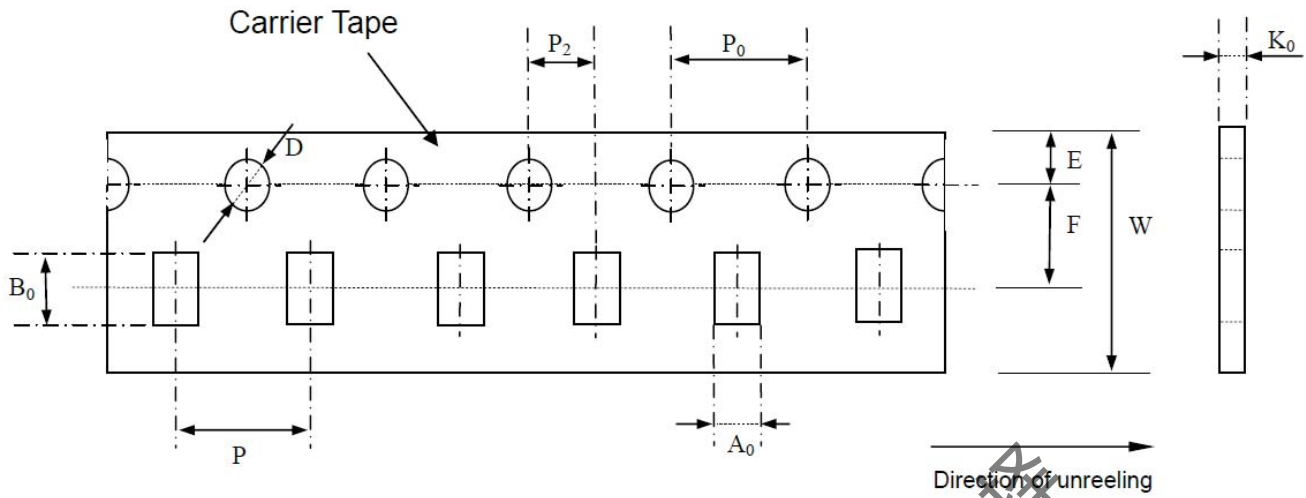 Carrier Tape
P₂
P₀
K₀
D
E
F
W
B₀
P
A₀
Direction of unreeling